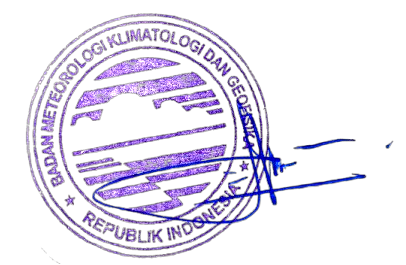 BADAN METEOROLOGI KLIMATOLOGI DAN GEOFISIKA
REPUBLIK INDONESIA